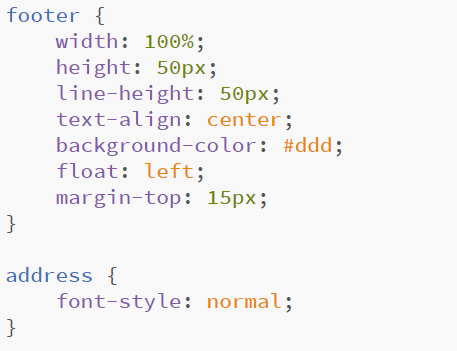 footer {
    width: 100%;
    height: 50px;
    line-height: 50px;
    text-align: center;
    background-color: #ddd;
    float: left;
    margin-top: 15px;
}

address {
    font-style: normal;
}